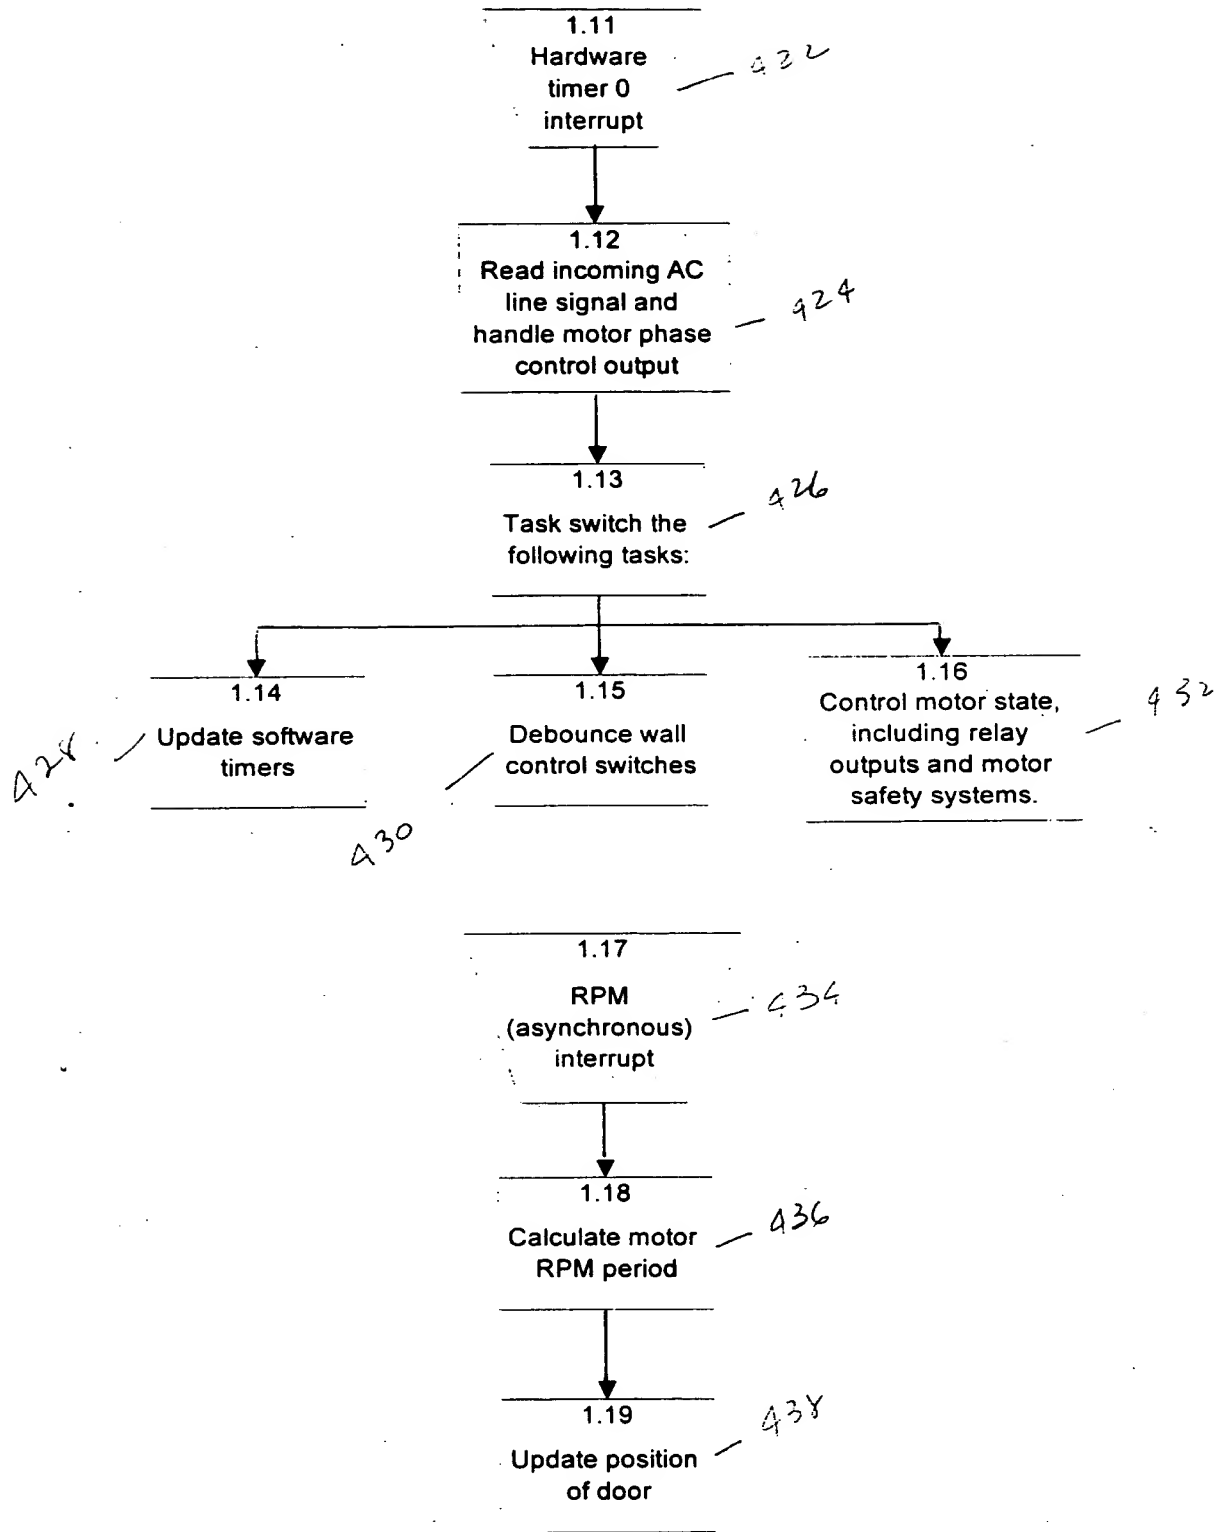 1.11
Hardware
timer 0
interrupt
422
1.12
Read incoming AC
line signal and
handle motor phase
control output
424
1.13
Task switch the
following tasks:
426
1.14
Update software
timers
428
1.15
Debounce wall
control switches
430
1.16
Control motor state,
including relay
outputs and motor
safety systems.
432
1.17
RPM
(asynchronous)
interrupt
434
1.18
Calculate motor
RPM period
436
1.19
Update position
of door
438